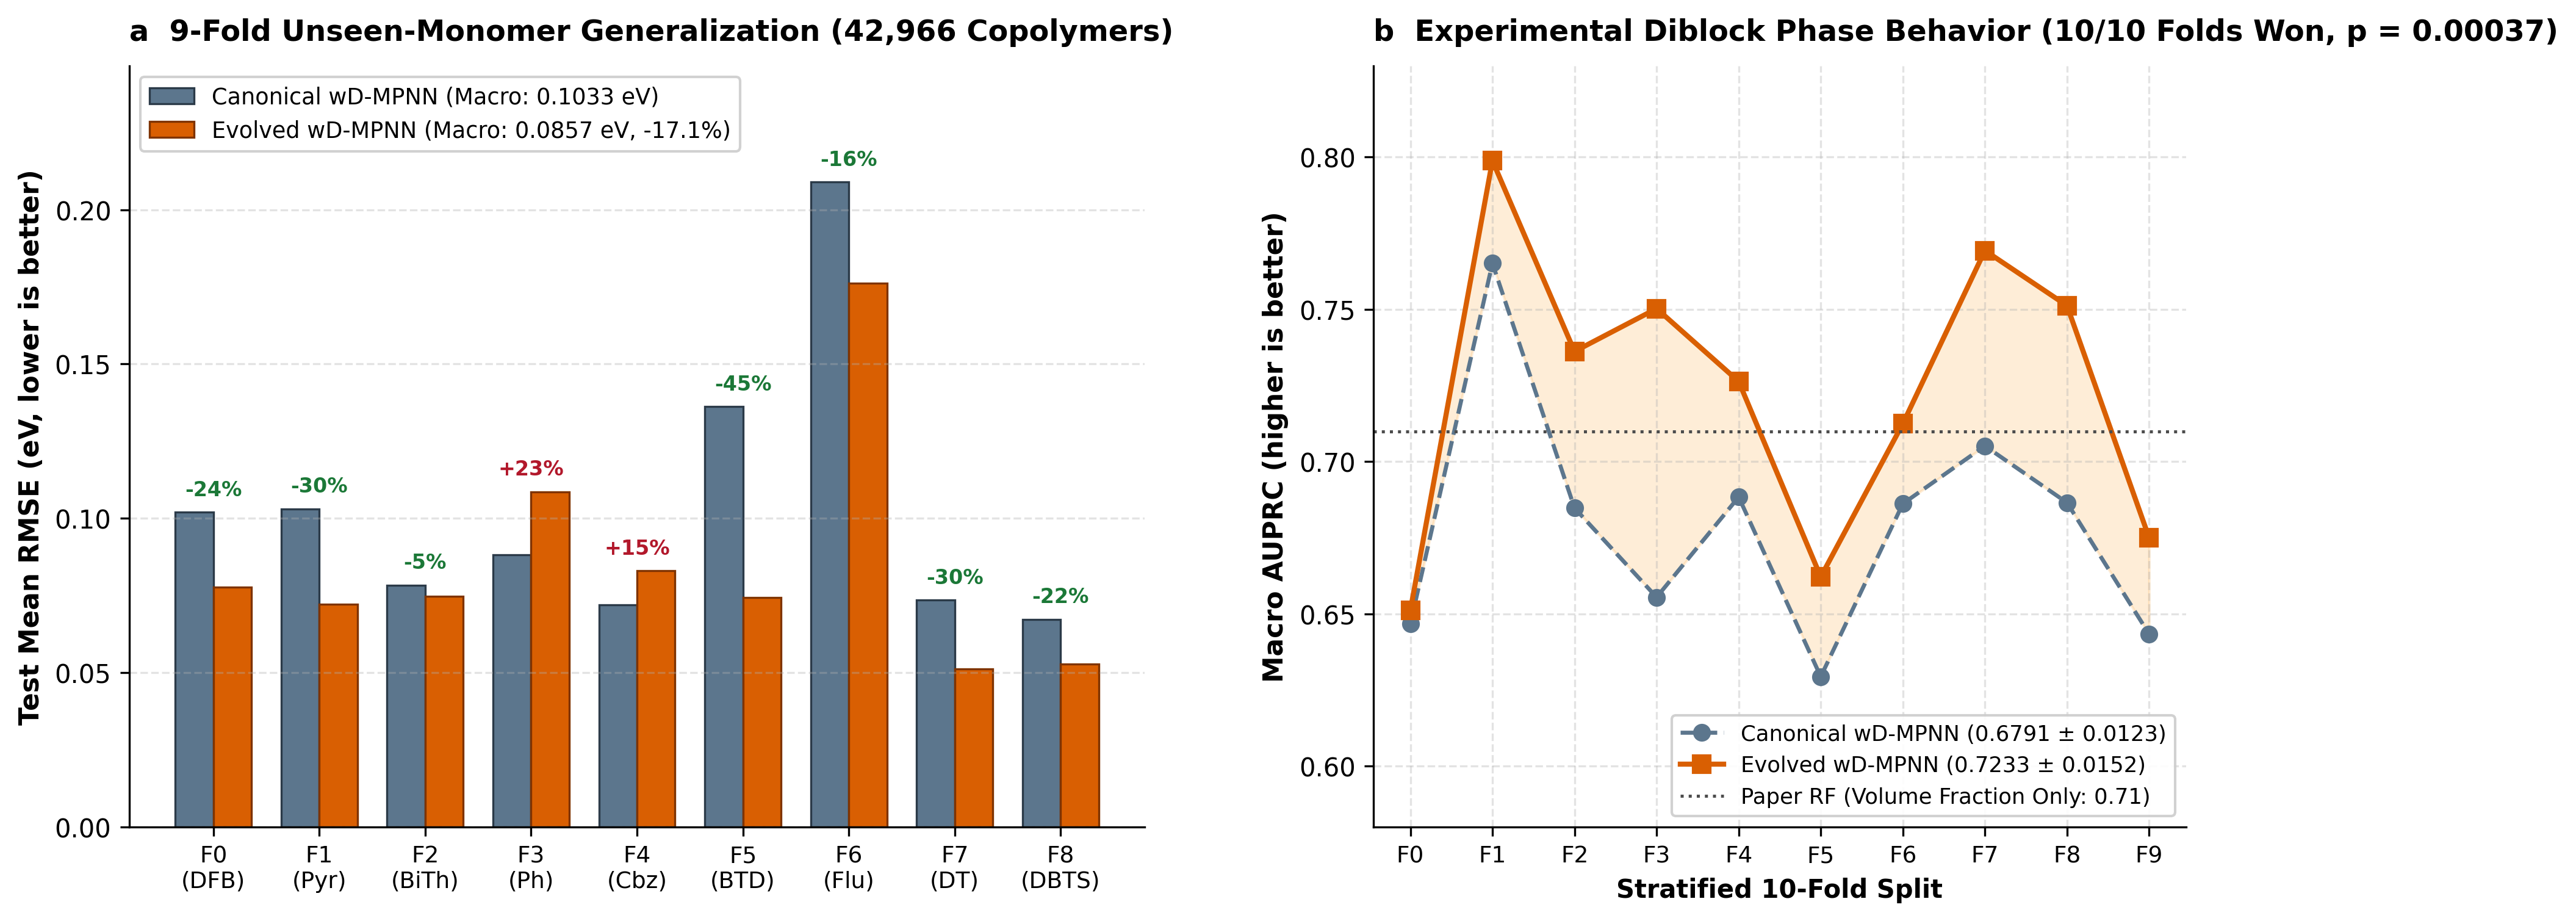 a 9-Fold Unseen-Monomer Generalization (42,966 Copolymers)
Canonical wD-MPNN (Macro: 0.1033 eV)
Evolved wD-MPNN (Macro: 0.0857 eV, -17.1%)
Test Mean RMSE (eV, lower is better)
0.20
0.15
0.10
0.05
0.00
-24%
-30%
-5%
+23%
+15%
-45%
-16%
-30%
-22%
F0 F1 F2 F3 F4 F5 F6 F7 F8
(DFB) (Pyr) (BiTh) (Ph) (Cbz) (BTD) (Flu) (DT) (DBTS)
b Experimental Diblock Phase Behavior (10/10 Folds Won, p = 0.00037)
Macro AUPRC (higher is better)
0.80
0.75
0.70
0.65
0.60
Canonical wD-MPNN (0.6791 ± 0.0123)
Evolved wD-MPNN (0.7233 ± 0.0152)
Paper RF (Volume Fraction Only: 0.71)
F0 F1 F2 F3 F4 F5 F6 F7 F8 F9
Stratified 10-Fold Split